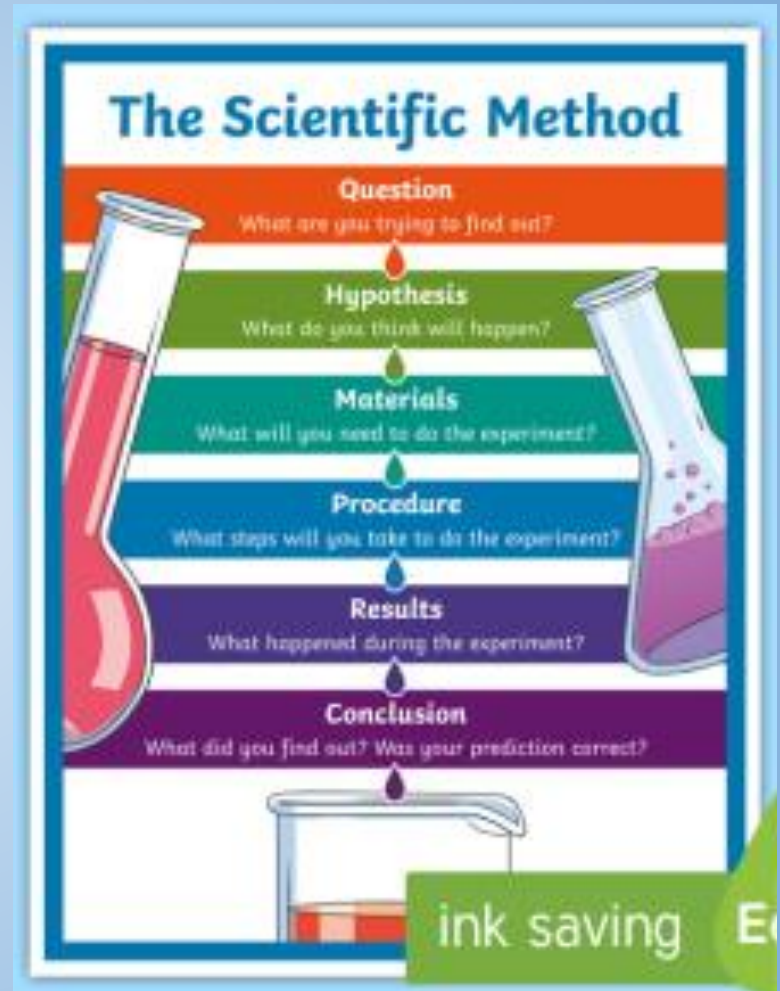 The Scientific Method
Question
What are you trying to find out?
Hypothesis
What do you think will happen?
Materials
What will you need to do the experiment?
Procedure
What steps will you take to do the experiment?
Results
What happened during the experiment?
Conclusion
What did you find out? Was your prediction correct?
ink saving